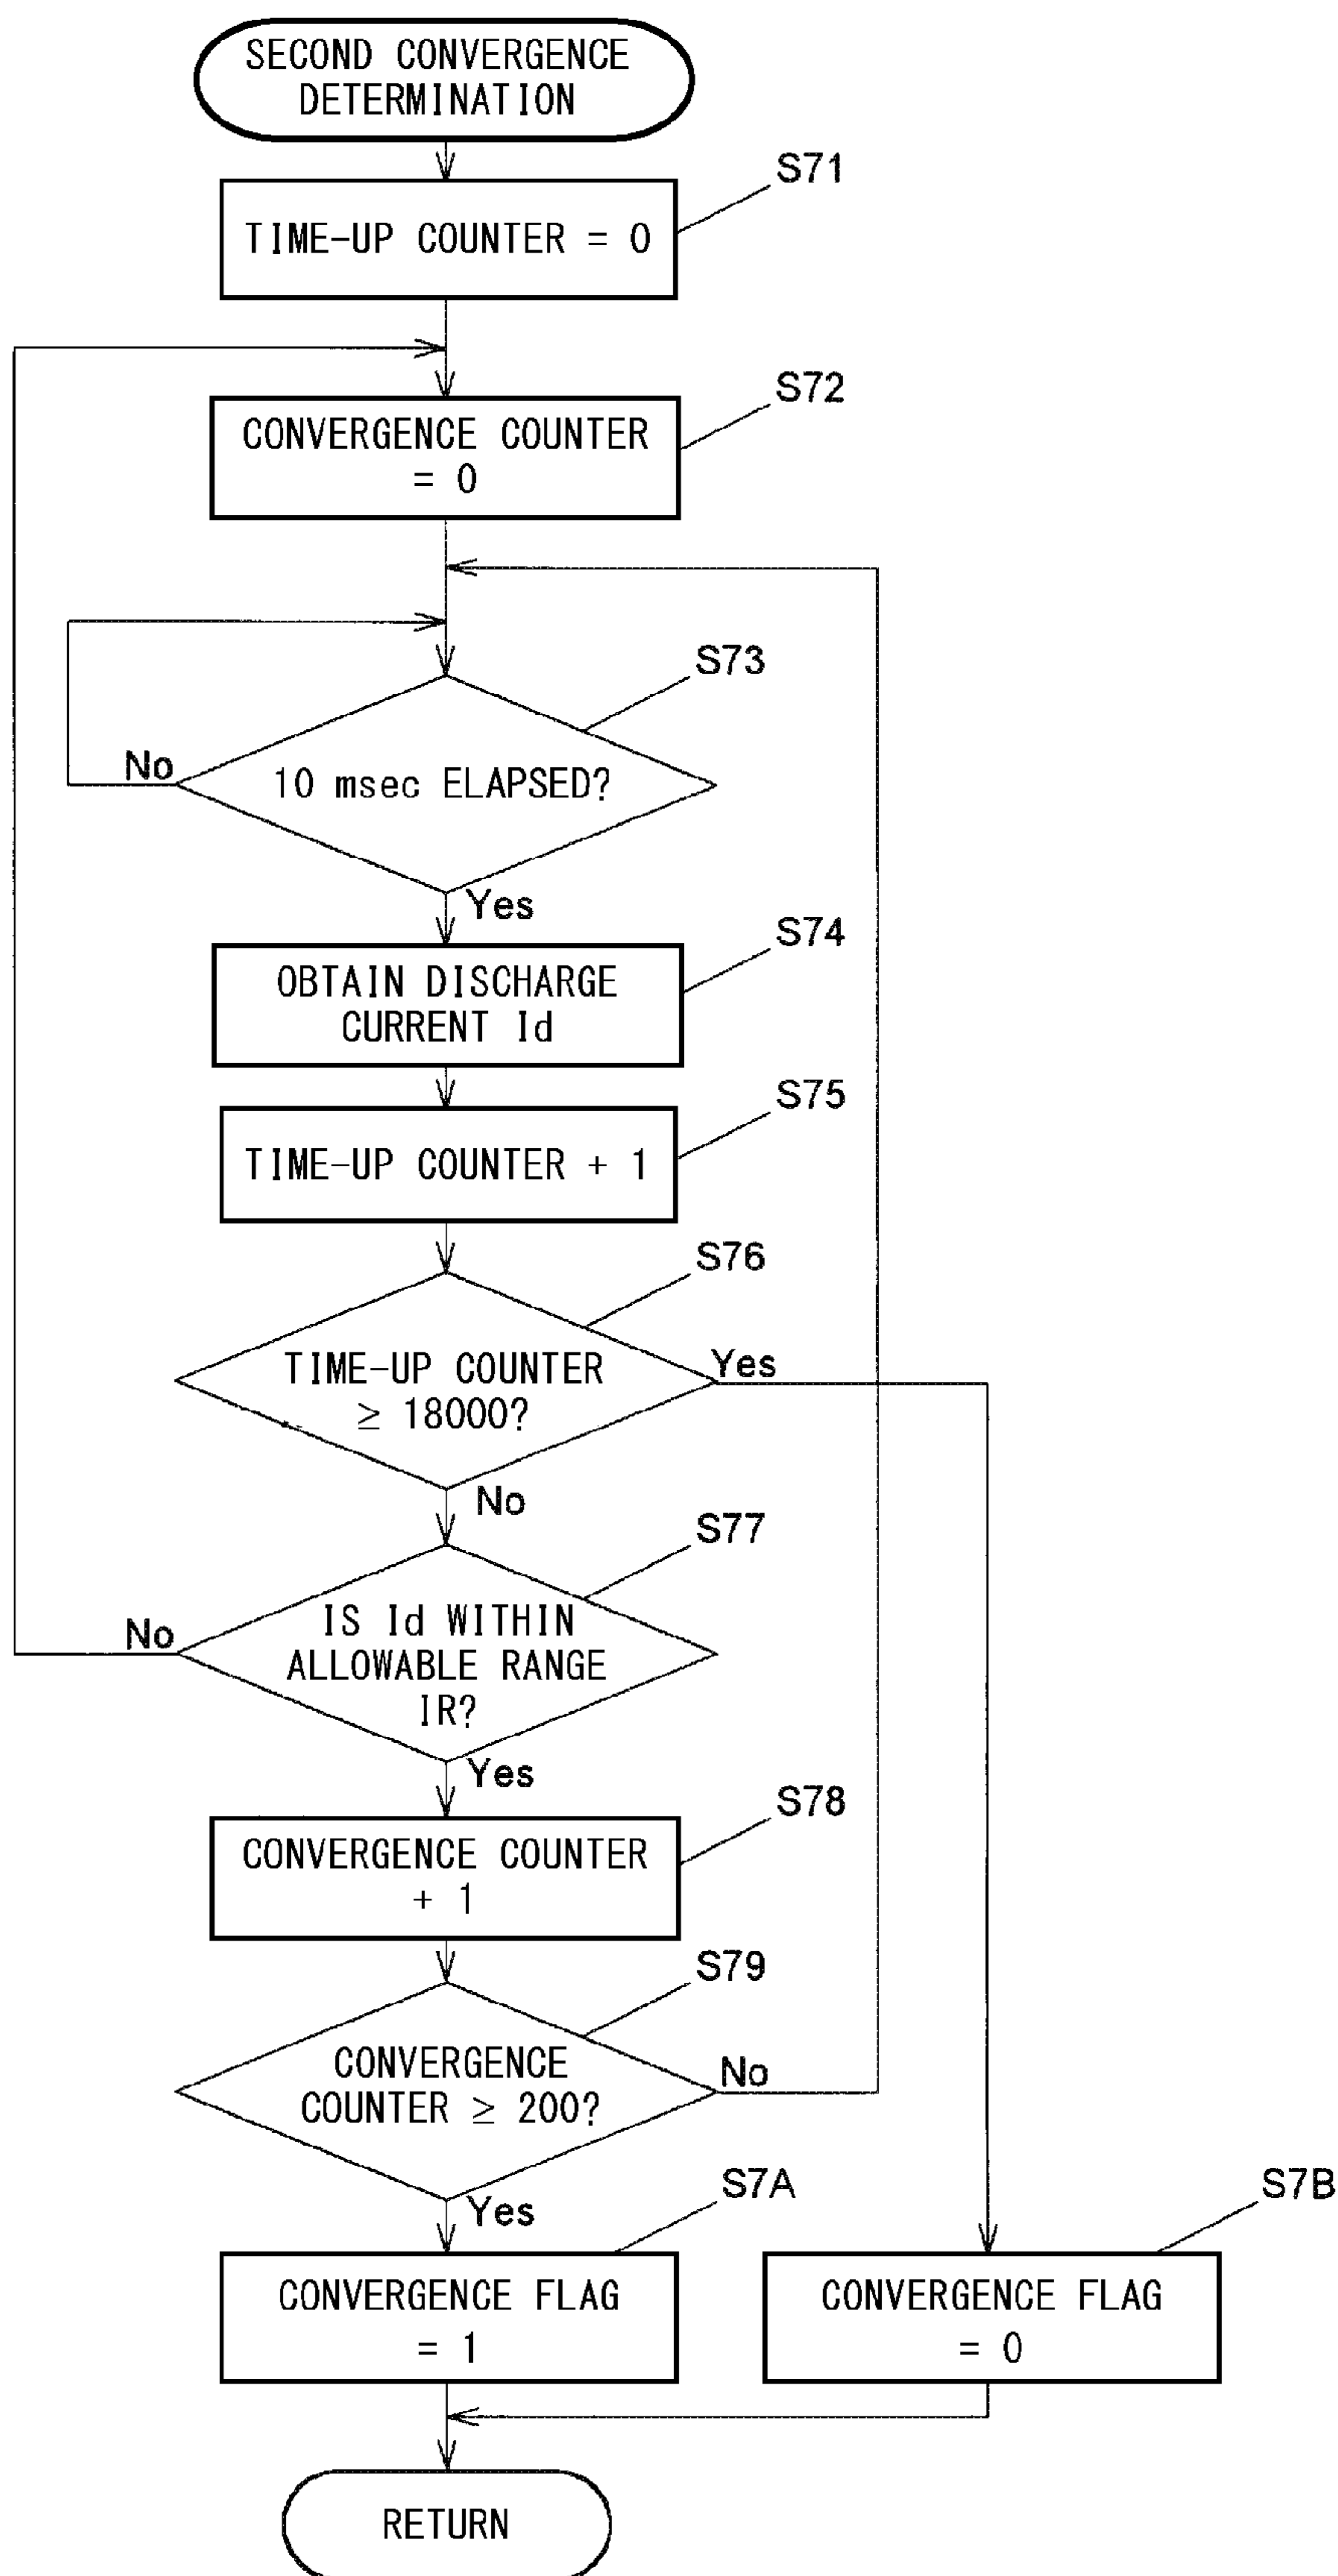 SECOND CONVERGENCE
DETERMINATION
S71
TIME-UP COUNTER = 0
S72
CONVERGENCE COUNTER
= 0
S73
No
10 msec ELAPSED?
Yes
S74
OBTAIN DISCHARGE
CURRENT Id
S75
TIME-UP COUNTER + 1
S76
TIME-UP COUNTER
≥ 18000?
Yes
No
S77
No
IS Id WITHIN
ALLOWABLE RANGE
IR?
Yes
S78
CONVERGENCE COUNTER
+ 1
S79
CONVERGENCE
COUNTER ≥ 200?
No
Yes
S7A
S7B
CONVERGENCE FLAG
= 1
CONVERGENCE FLAG
= 0
RETURN